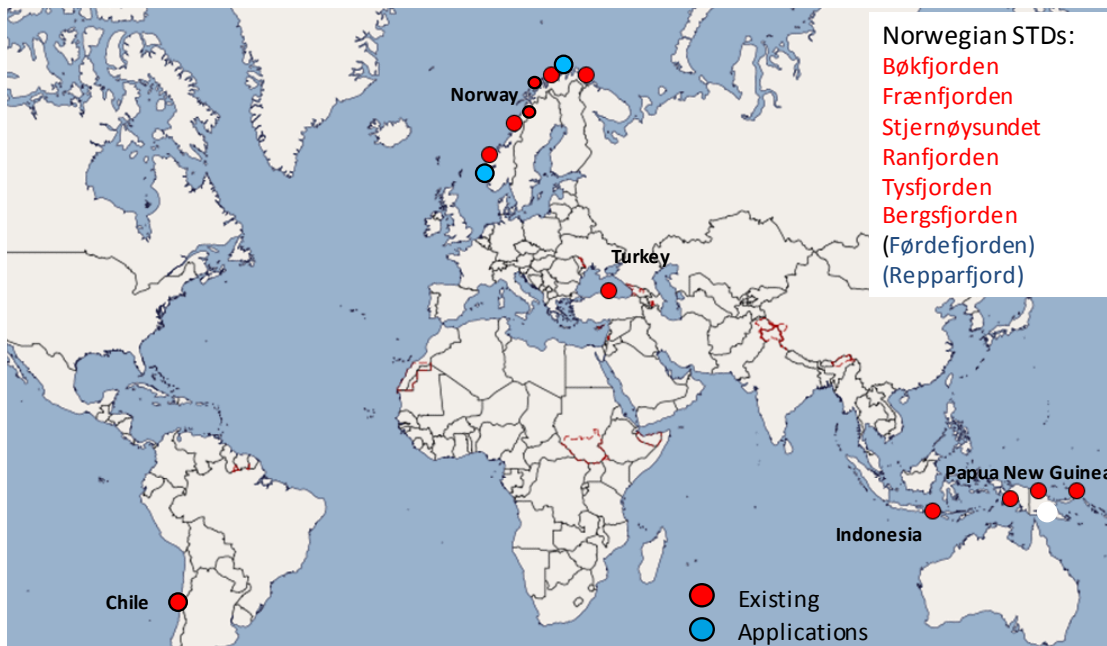 Norwegian STDs:
Bøkfjorden
Frænfjorden
Stjernøysundet
Ranfjorden
Tysfjorden
Bergsfjorden
(Førdefjorden)
(Repparfjord)
Norway
Turkey
Papua New Guinea
Indonesia
Chile
Existing
Applications